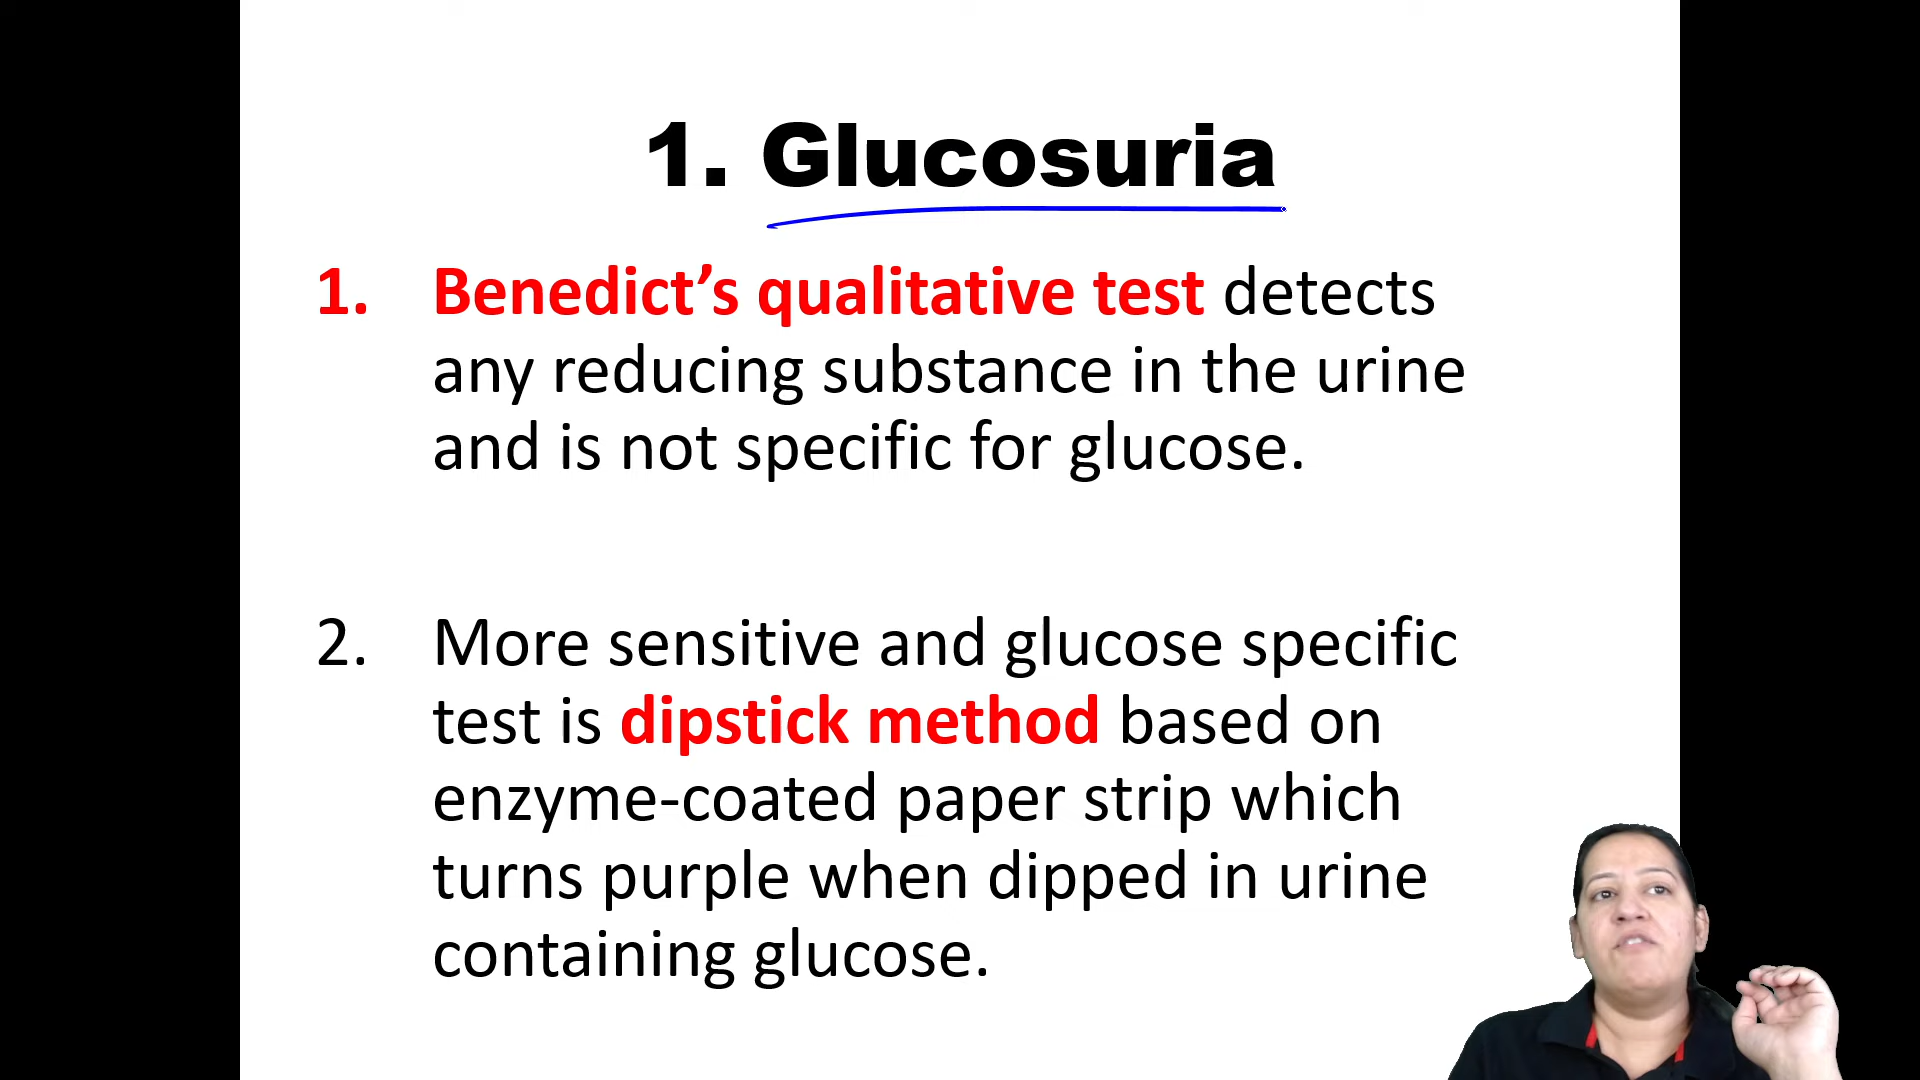 1. Glucosuria
1. Benedict’s qualitative test detects
any reducing substance in the urine
and is not specific for glucose.
2. More sensitive and glucose specific
test is dipstick method based on
enzyme-coated paper strip which
turns purple when dipped in urine
containing glucose.